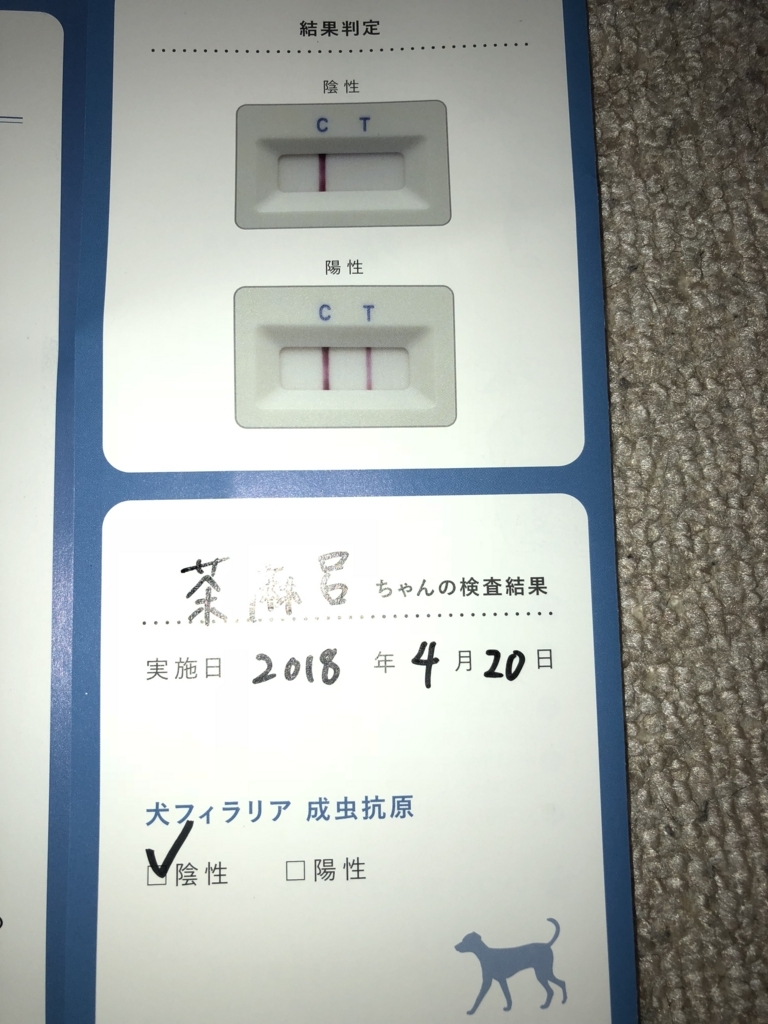 結果判定
陰性
C T
陽性
C T
茶麻呂 ちゃんの検査結果
実施日 2018 年 4 月 20 日
犬フィラリア 成虫抗原
✓□陰性 □陽性